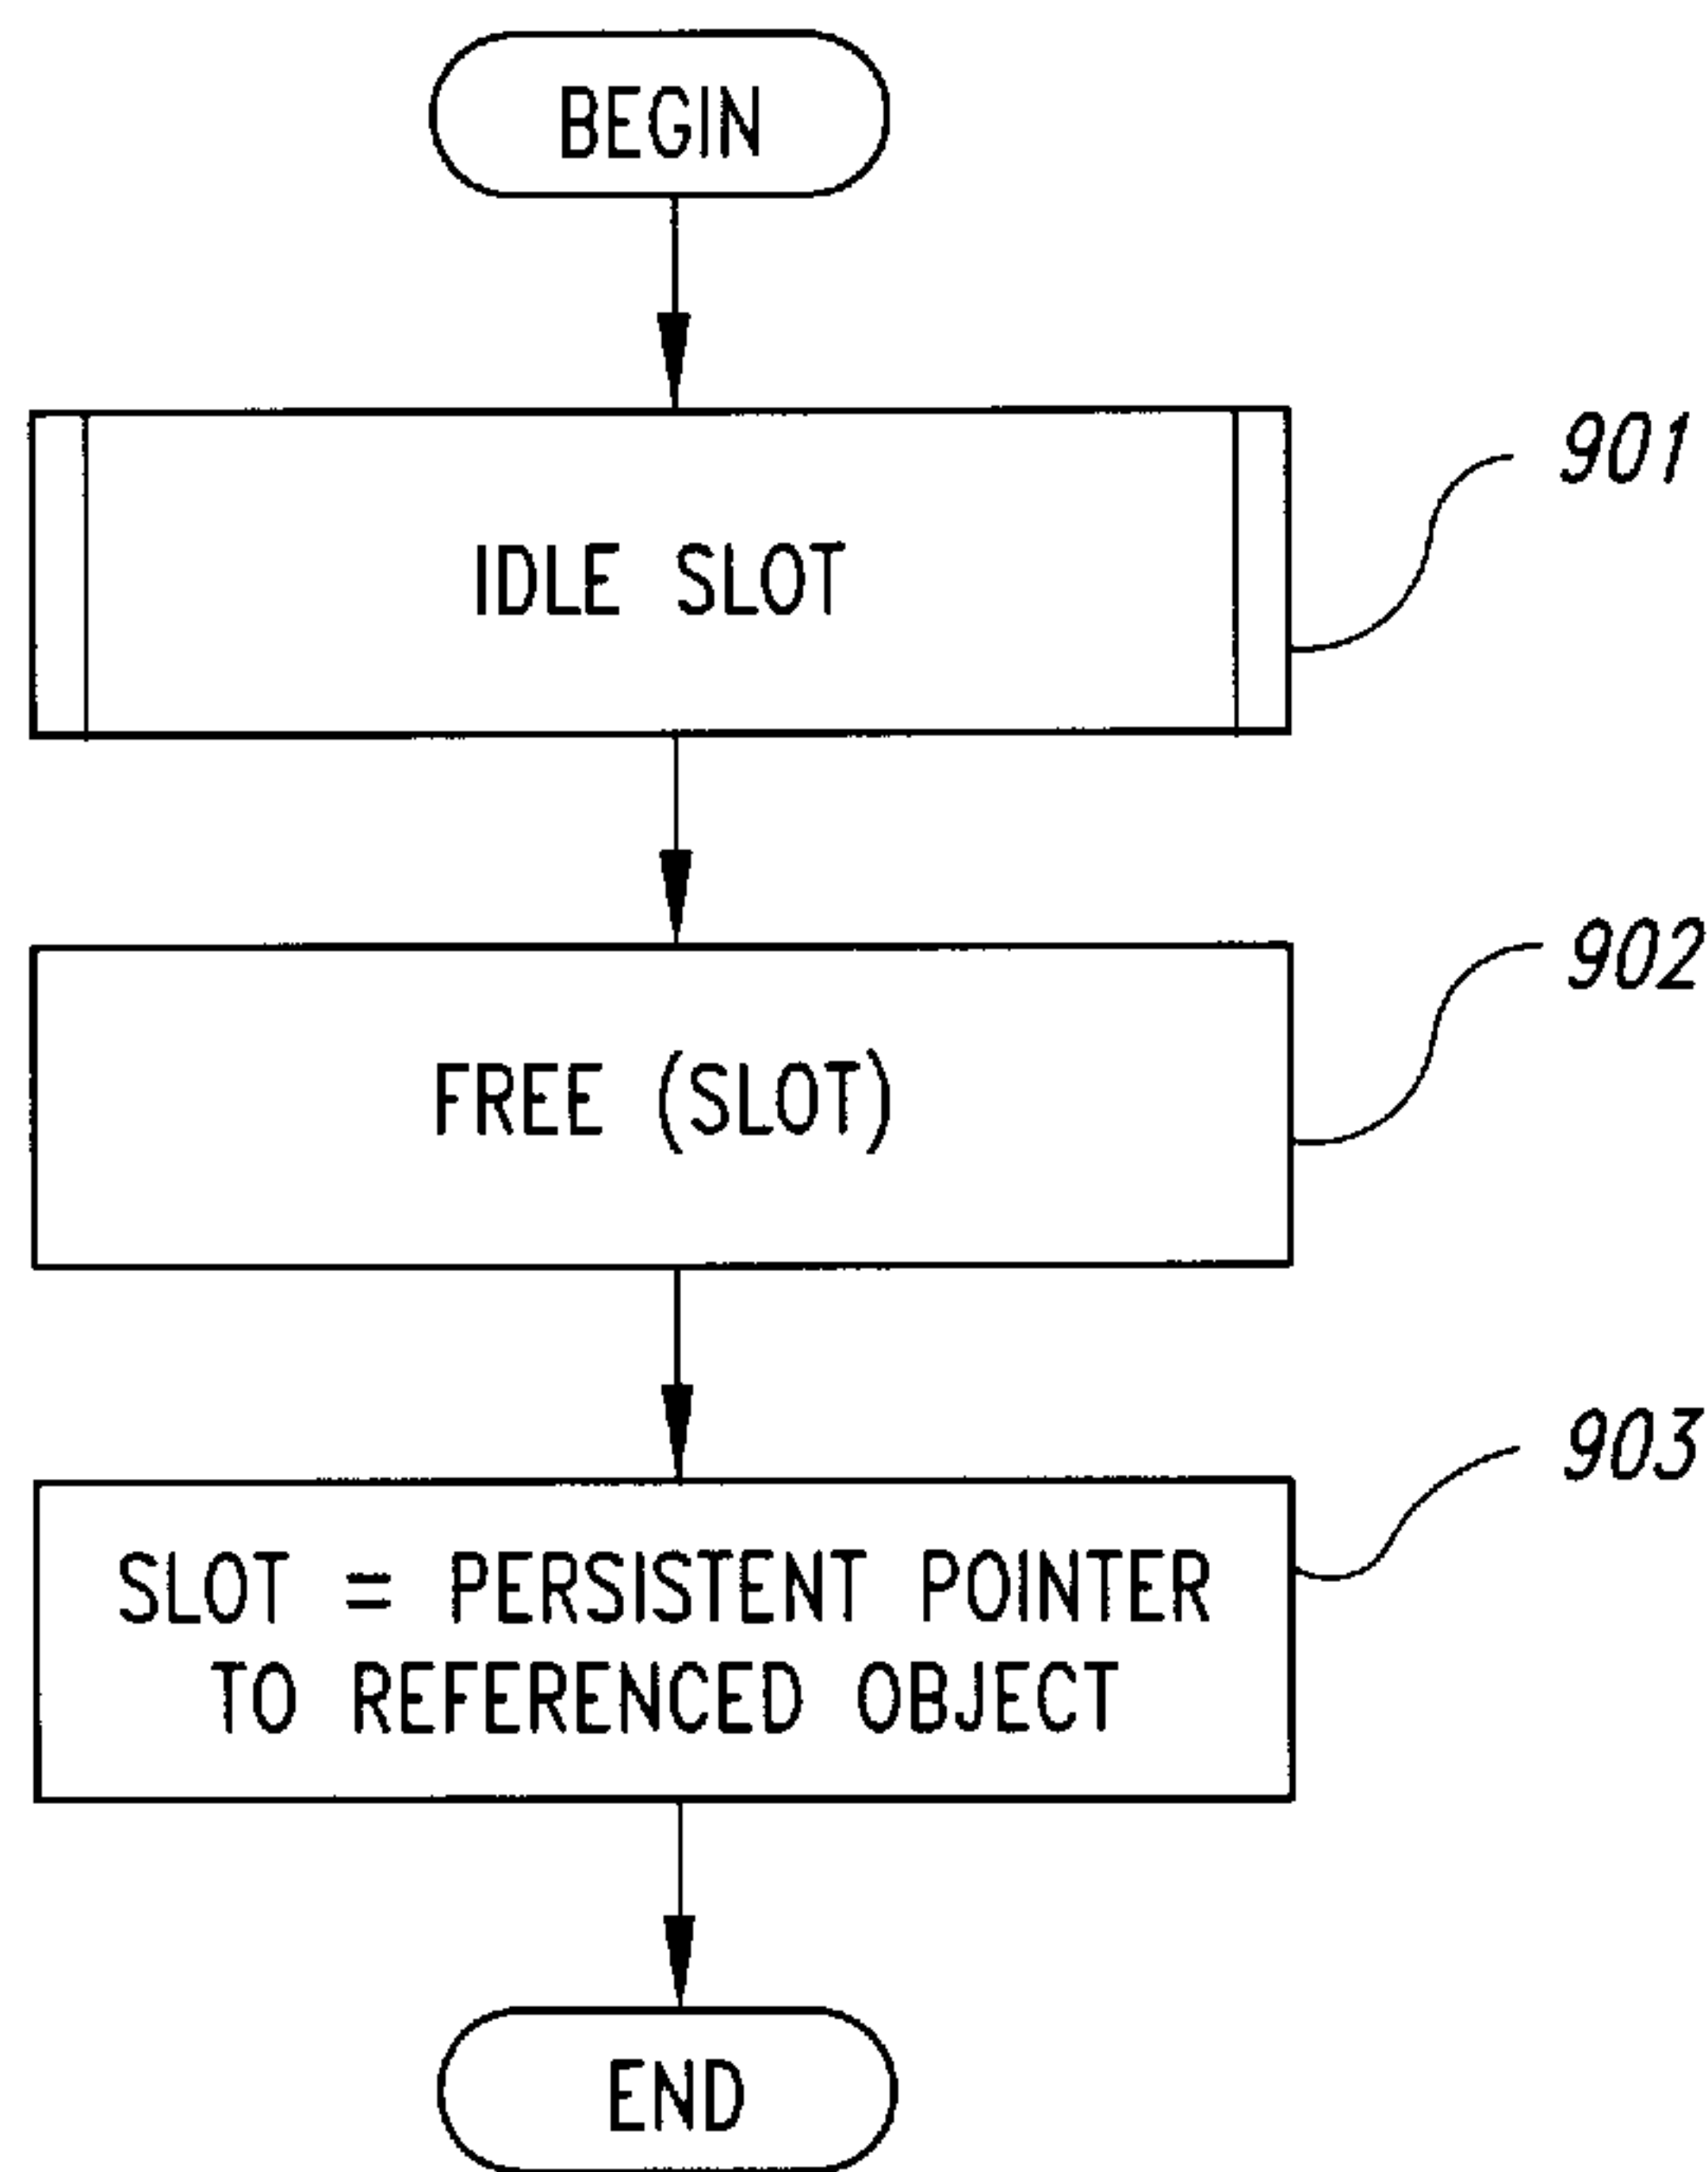 BEGIN
IDLE SLOT
901
FREE (SLOT)
902
SLOT = PERSISTENT POINTER
TO REFERENCED OBJECT
903
END